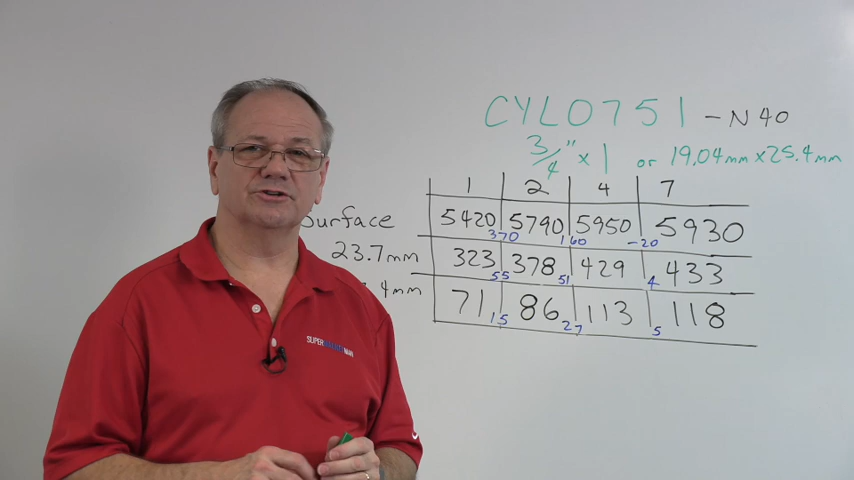 CYL0751 - N40
3/4" x 1 or 19.04mm x 25.4mm
1 2 4 7
Surface 5420 5790 5950 5930
370 160 -20
23.7mm 323 378 429 433
55 51 4
.4mm 71 86 113 118
15 27 5
SUPER MAN